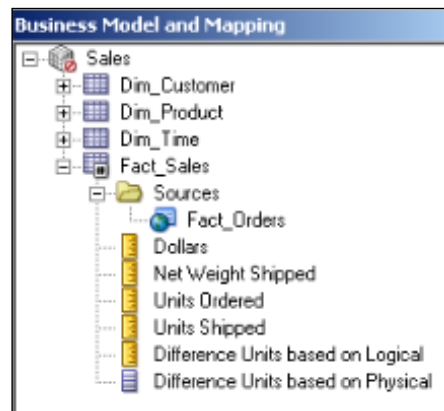 Business Model and Mapping
Sales
Dim_Customer
Dim_Product
Dim_Time
Fact_Sales
Sources
Fact_Orders
Dollars
Net Weight Shipped
Units Ordered
Units Shipped
Difference Units based on Logical
Difference Units based on Physical